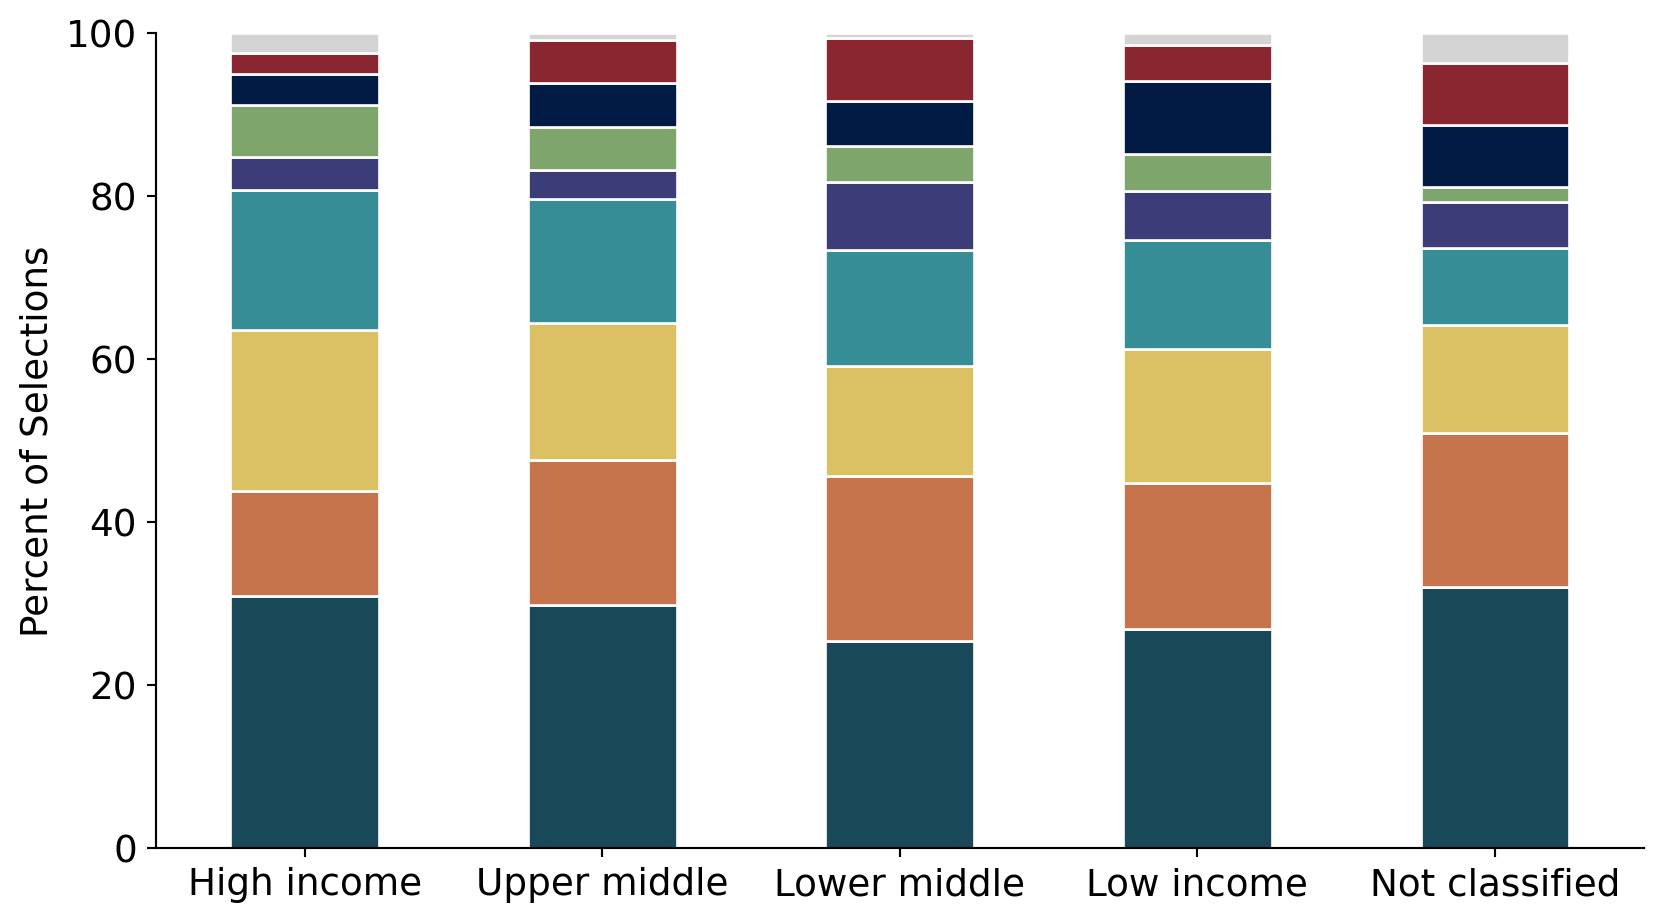 Percent of Selections
100
80
60
40
20
0
High income
Upper middle
Lower middle
Low income
Not classified